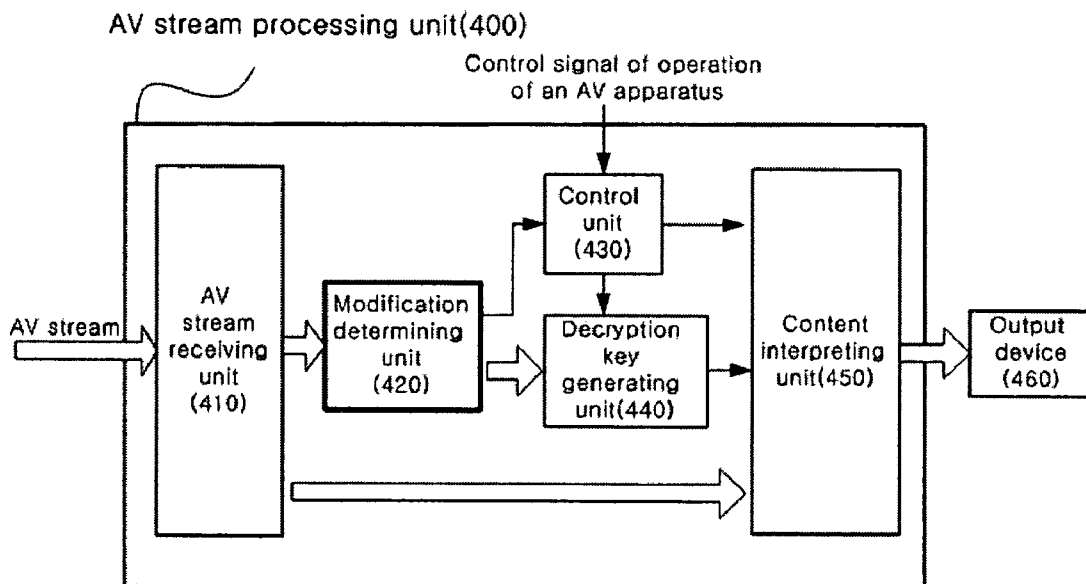 AV stream processing unit(400)
Control signal of operation
of an AV apparatus
AV stream
AV
stream
receiving
unit
(410)
Modification
determining
unit
(420)
Control
unit
(430)
Decryption
key
generating
unit(440)
Content
interpreting
unit(450)
Output
device
(460)